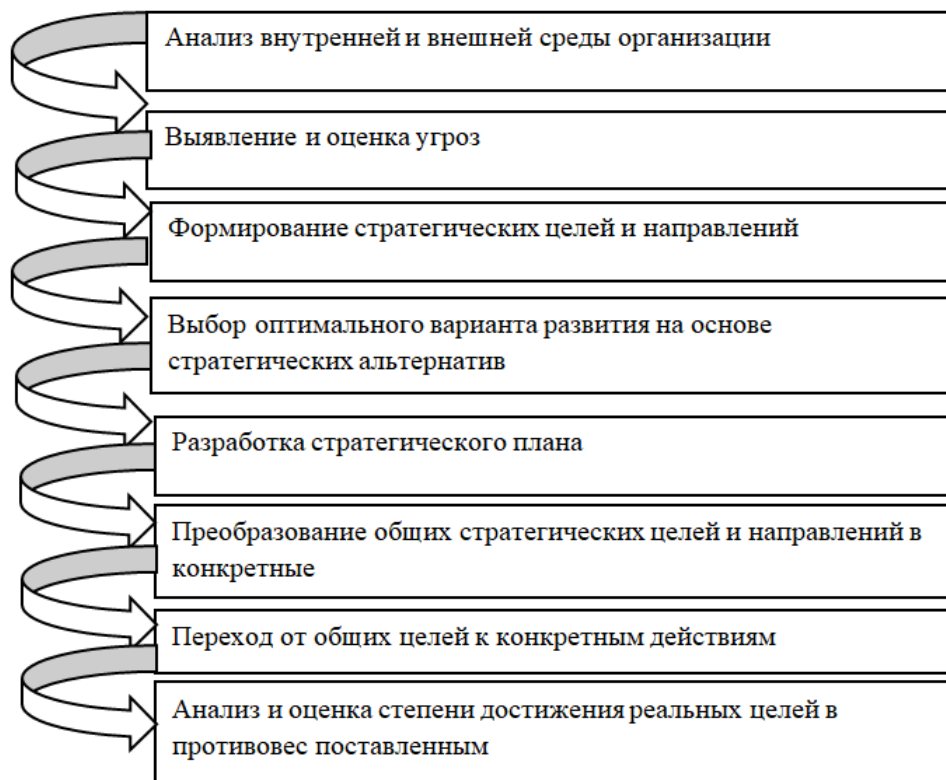 Анализ внутренней и внешней среды организации
Выявление и оценка угроз
Формирование стратегических целей и направлений
Выбор оптимального варианта развития на основе
стратегических альтернатив
Разработка стратегического плана
Преобразование общих стратегических целей и направлений в
конкретные
Переход от общих целей к конкретным действиям
Анализ и оценка степени достижения реальных целей в
противовес поставленным